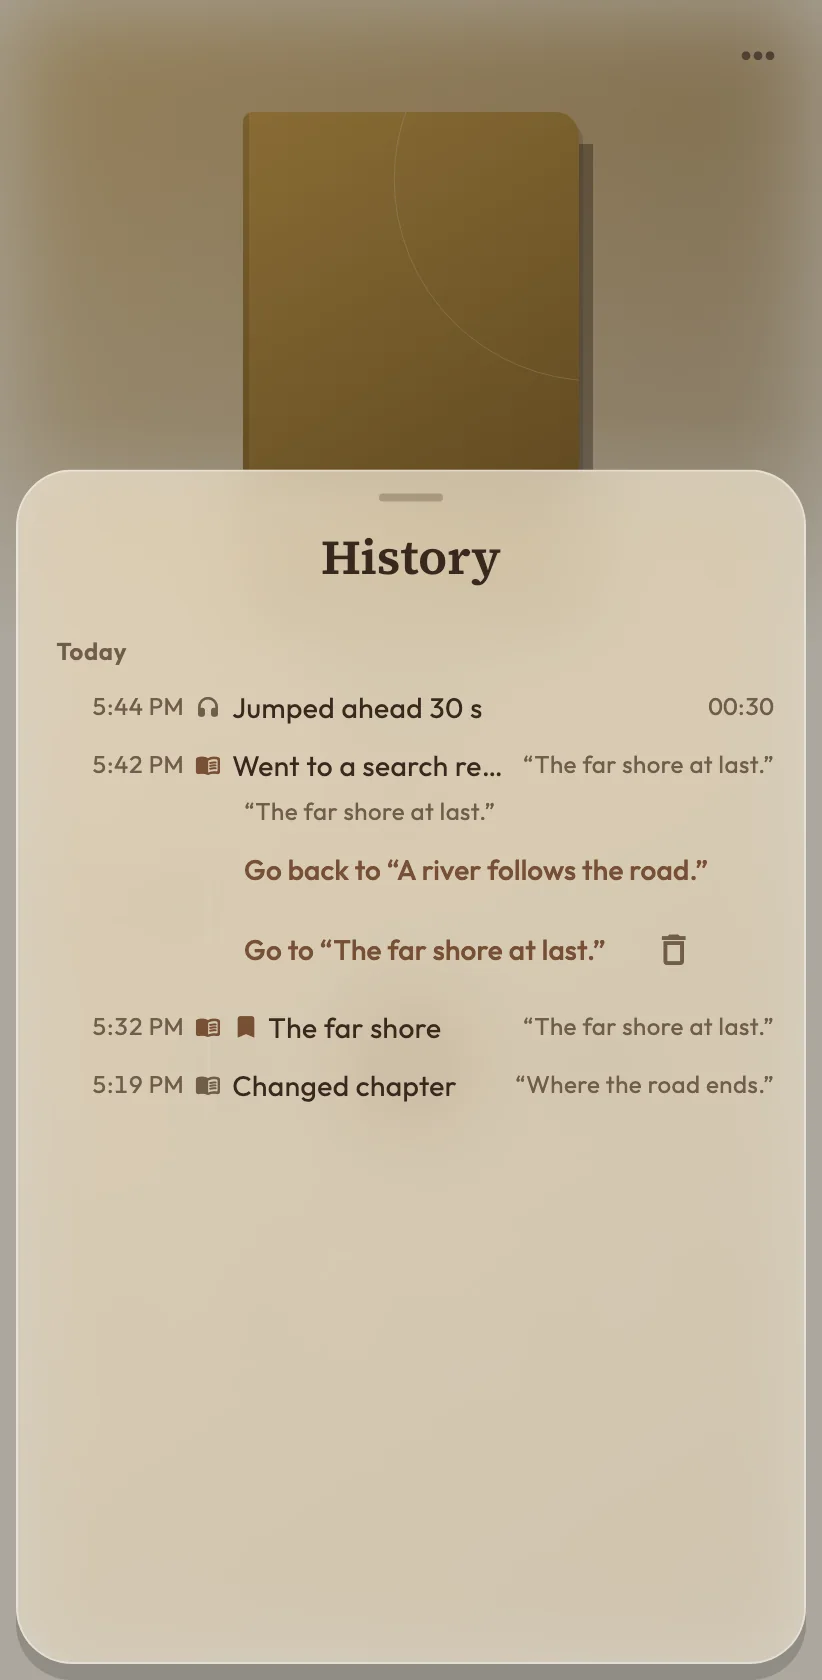 History
Today
5:44 PM Jumped ahead 30 s 00:30
5:42 PM Went to a search re... “The far shore at last.”
“The far shore at last.”
Go back to “A river follows the road.”
Go to “The far shore at last.”
5:32 PM The far shore “The far shore at last.”
5:19 PM Changed chapter “Where the road ends.”